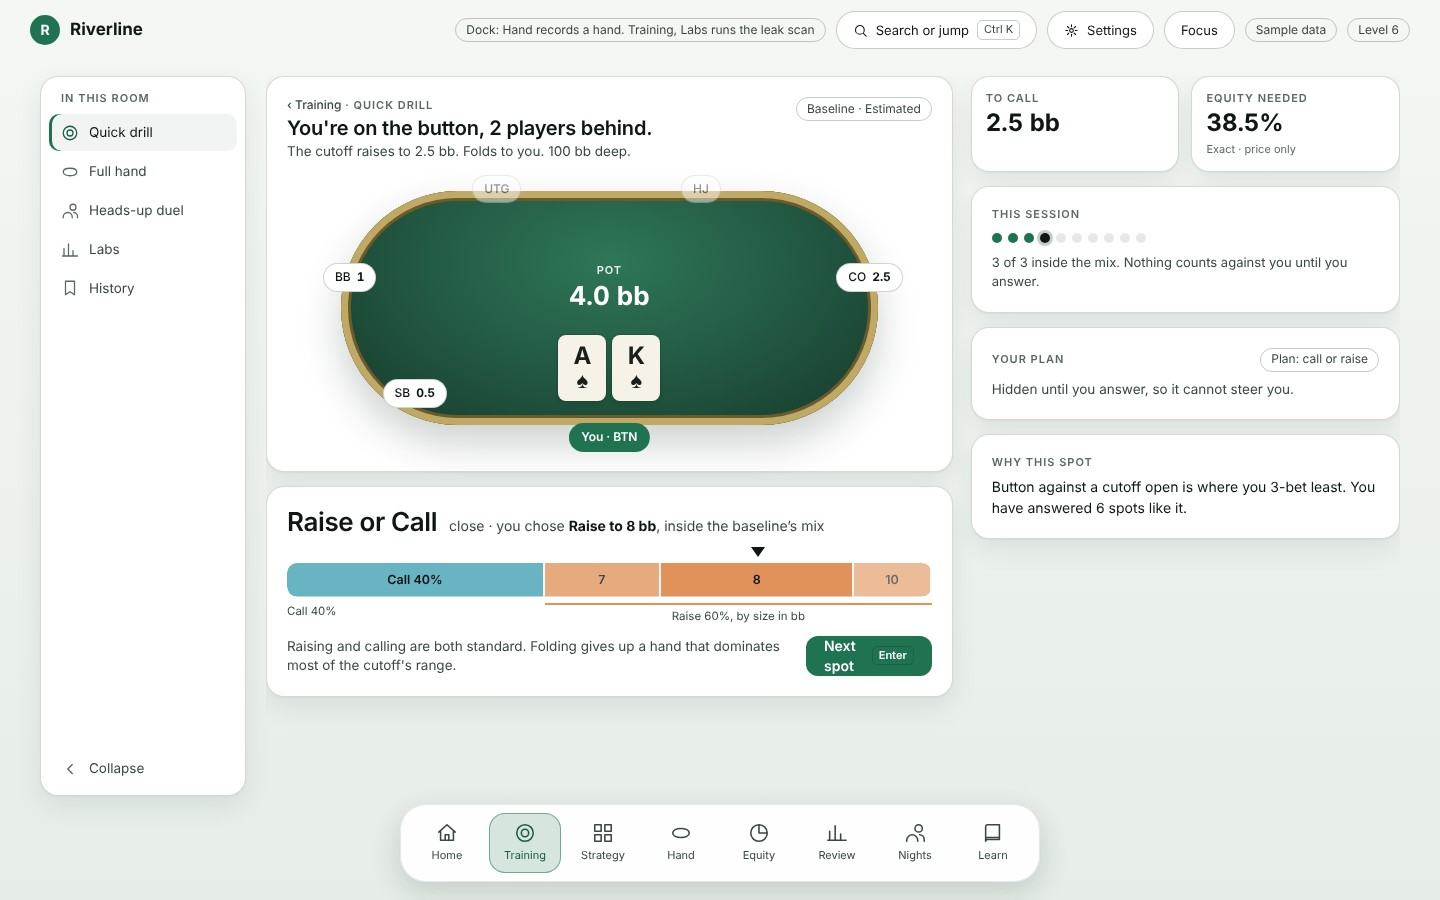 R Riverline
Dock: Hand records a hand. Training, Labs runs the leak scan
Search or jump Ctrl K
Settings
Focus
Sample data
Level 6
IN THIS ROOM
Quick drill
Full hand
Heads-up duel
Labs
History
Collapse
‹ Training · QUICK DRILL
Baseline · Estimated
You're on the button, 2 players behind.
The cutoff raises to 2.5 bb. Folds to you. 100 bb deep.
UTG
HJ
BB 1
CO 2.5
POT
4.0 bb
A K
♠ ♠
SB 0.5
You · BTN
Raise or Call close · you chose Raise to 8 bb, inside the baseline’s mix
Call 40% 7 8 10
Call 40%
Raise 60%, by size in bb
Raising and calling are both standard. Folding gives up a hand that dominates
most of the cutoff's range.
Next
spot
Enter
TO CALL
2.5 bb
EQUITY NEEDED
38.5%
Exact · price only
THIS SESSION
3 of 3 inside the mix. Nothing counts against you until you
answer.
YOUR PLAN
Plan: call or raise
Hidden until you answer, so it cannot steer you.
WHY THIS SPOT
Button against a cutoff open is where you 3-bet least. You
have answered 6 spots like it.
Home
Training
Strategy
Hand
Equity
Review
Nights
Learn